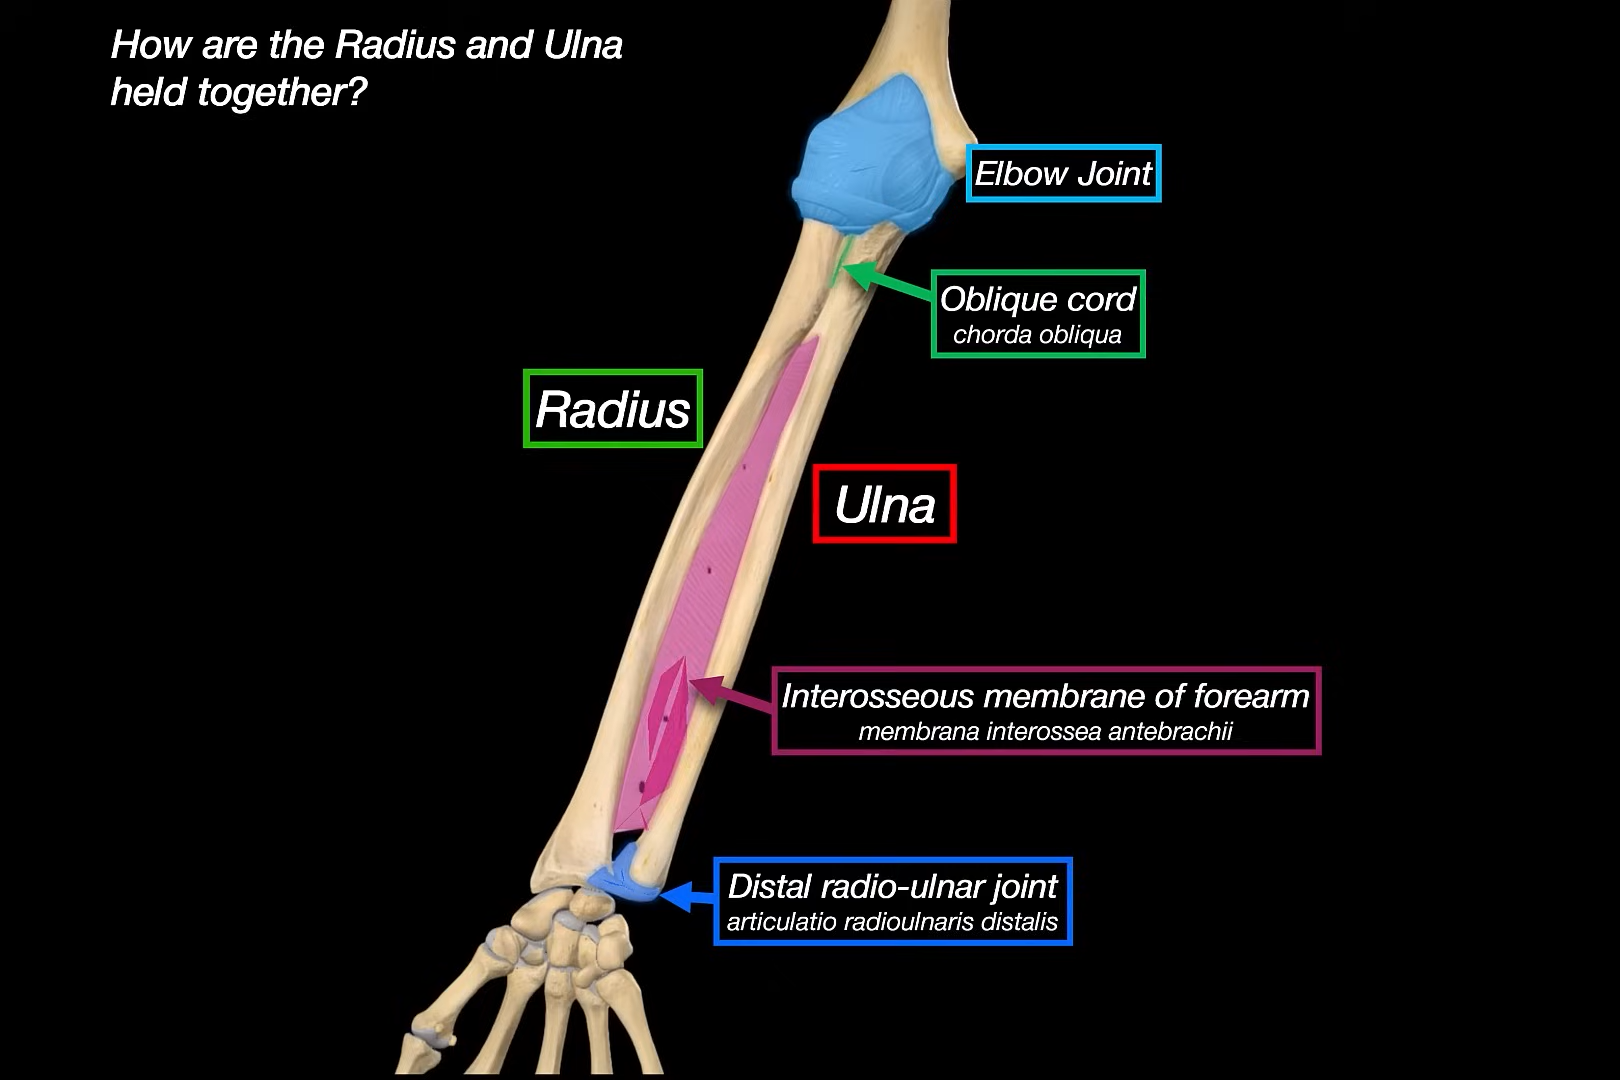 How are the Radius and Ulna
held together?
Elbow Joint
Oblique cord
chorda obliqua
Radius
Ulna
Interosseous membrane of forearm
membrana interossea antebrachii
Distal radio-ulnar joint
articulatio radioulnaris distalis